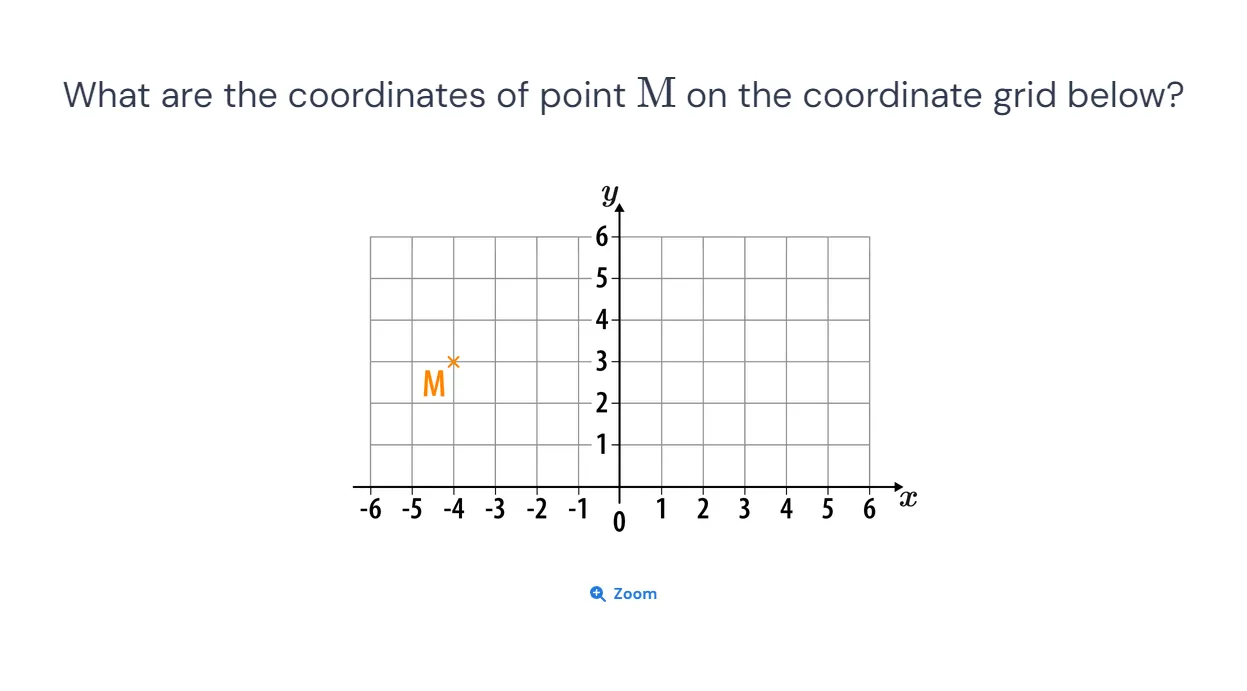 What are the coordinates of point M on the coordinate grid below?
y
6
5
4
3
M
2
1
-6 -5 -4 -3 -2 -1 0 1 2 3 4 5 6 x
Zoom